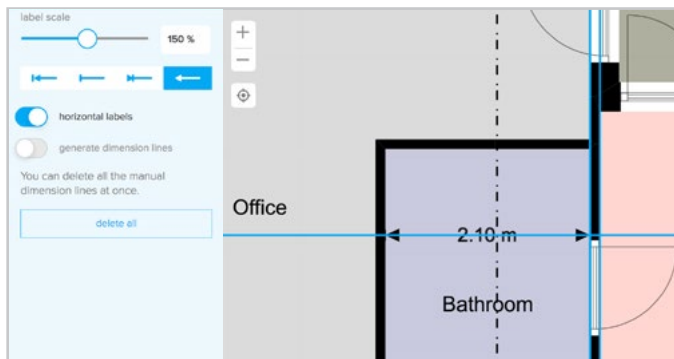 label scale
150 %
horizontal labels
generate dimension lines
You can delete all the manual
dimension lines at once.
delete all
Office
2.10 m
Bathroom